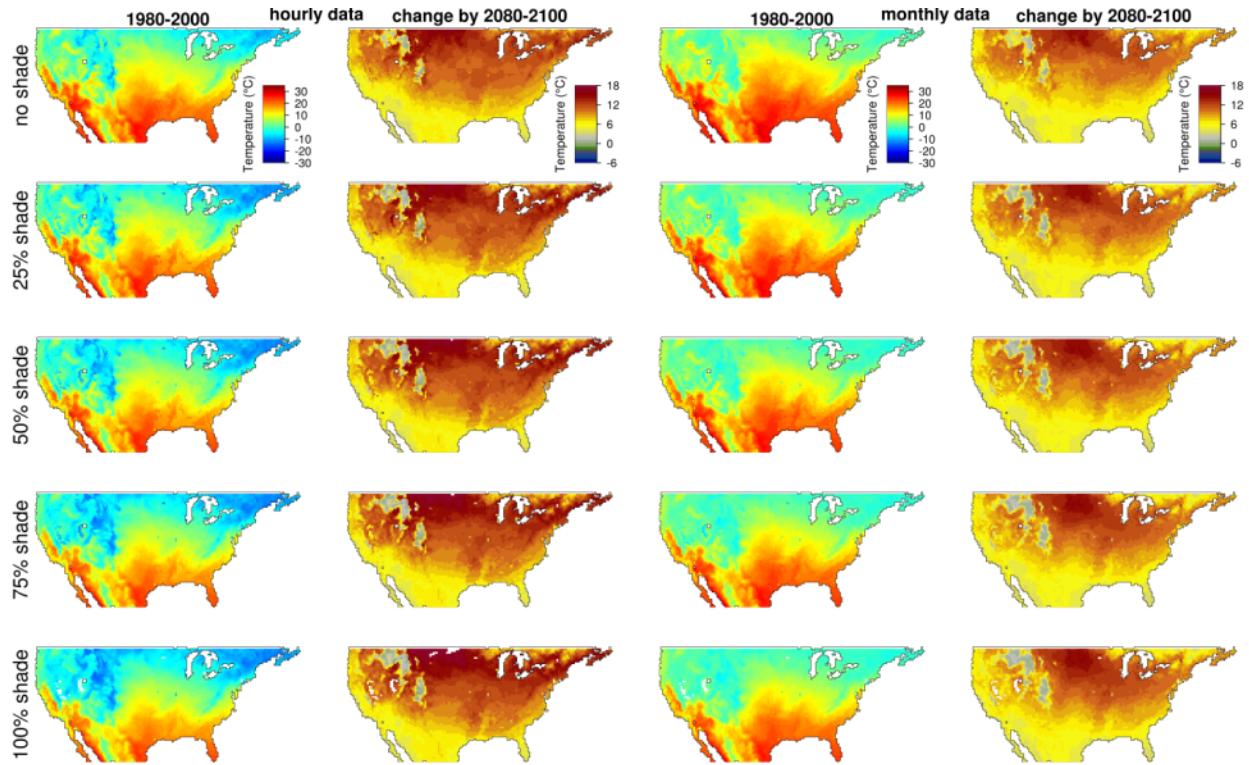 1980-2000 hourly data change by 2080-2100 1980-2000 monthly data change by 2080-2100
no shade
Temperature (°C)
30
20
10
0
-10
-20
-30
Temperature (°C)
18
12
6
0
-6
Temperature (°C)
30
20
10
0
-10
-20
-30
Temperature (°C)
18
12
6
0
-6
25% shade
50% shade
75% shade
100% shade